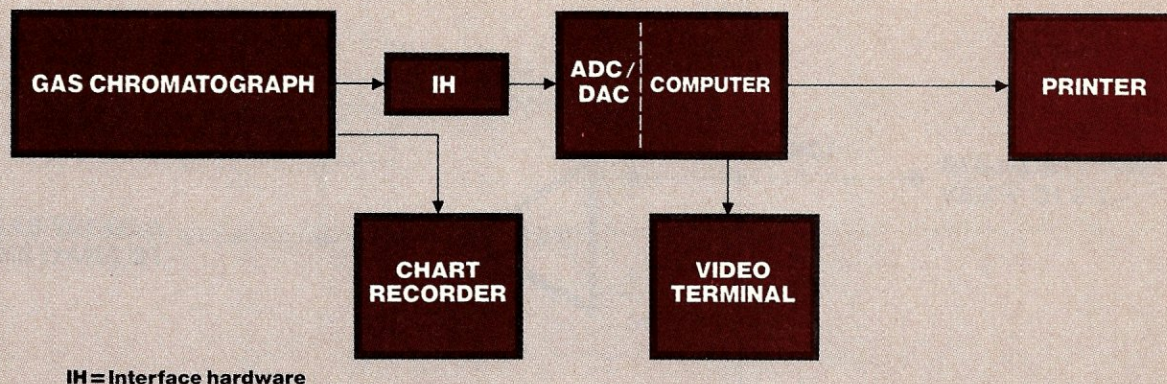 GAS CHROMATOGRAPH
IH
ADC/
DAC
COMPUTER
PRINTER
CHART
RECORDER
VIDEO
TERMINAL
IH=Interface hardware